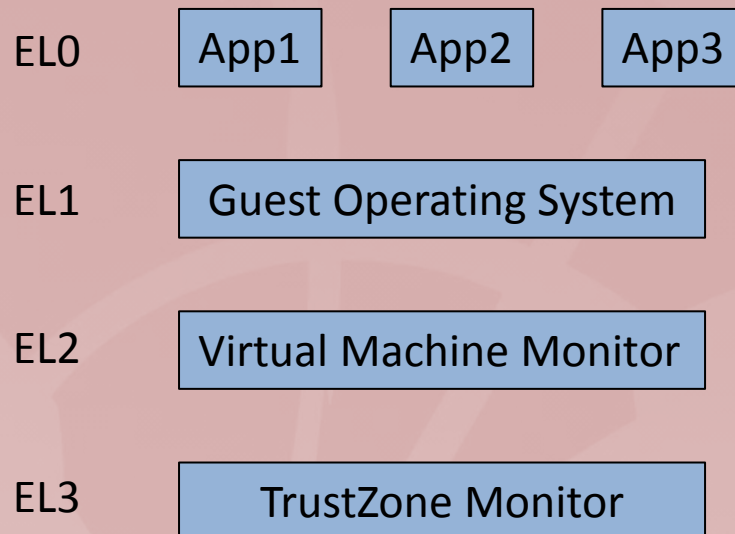 EL0 App1 App2 App3
EL1 Guest Operating System
EL2 Virtual Machine Monitor
EL3 TrustZone Monitor